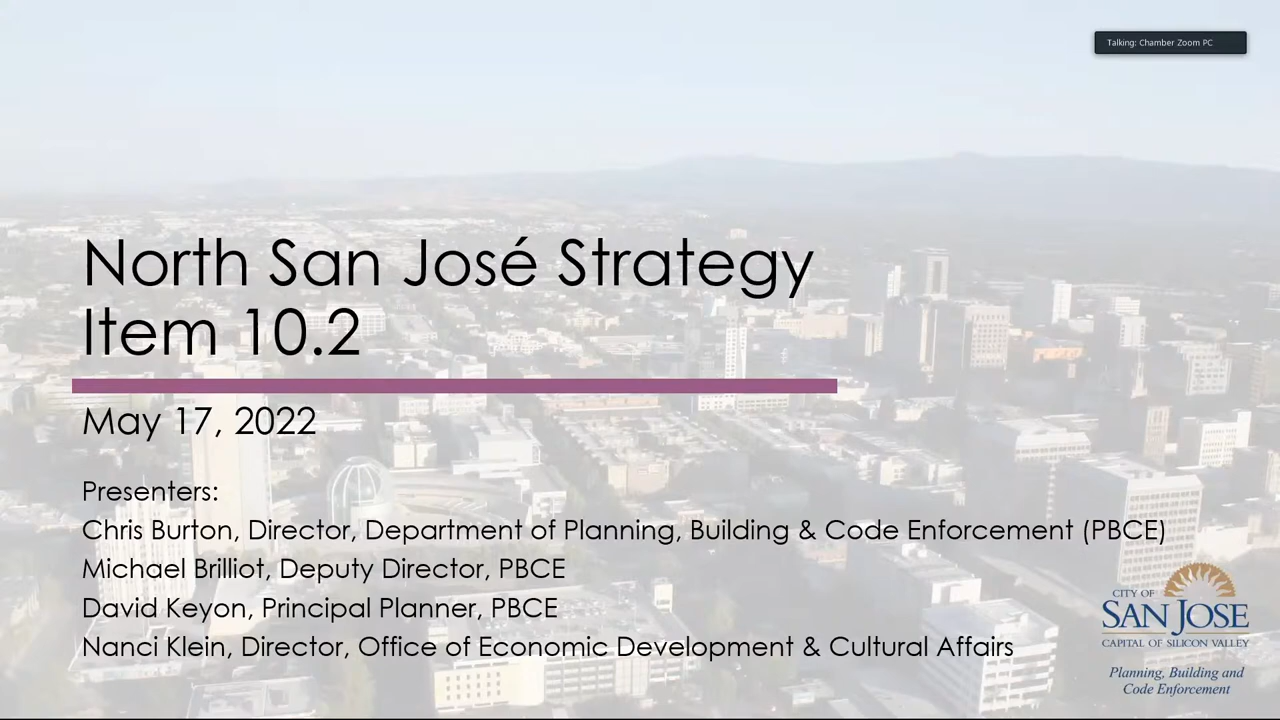 Talking: Chamber Zoom PC
North San José Strategy
Item 10.2
May 17, 2022
Presenters:
Chris Burton, Director, Department of Planning, Building & Code Enforcement (PBCE)
Michael Brilliot, Deputy Director, PBCE
David Keyon, Principal Planner, PBCE
Nanci Klein, Director, Office of Economic Development & Cultural Affairs
CITY OF
SAN JOSE
CAPITAL OF SILICON VALLEY
Planning, Building and
Code Enforcement